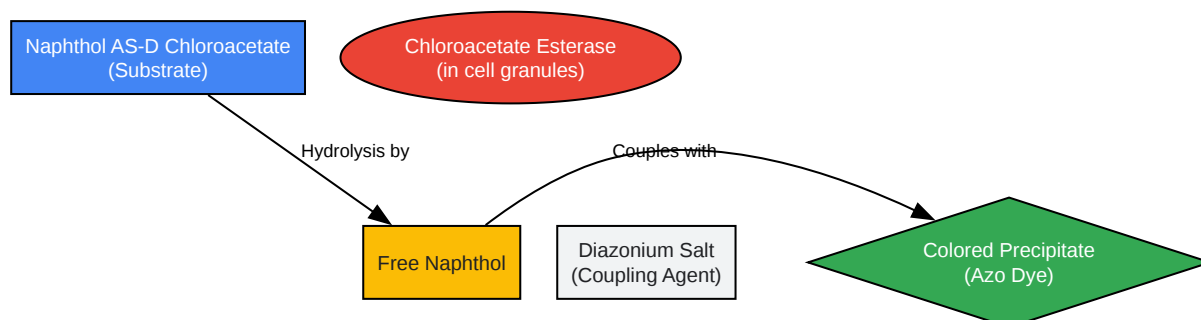 Naphthol AS-D Chloroacetate
(Substrate)
Chloroacetate Esterase
(in cell granules)
Hydrolysis by
Couples with
Free Naphthol
Diazonium Salt
(Coupling Agent)
Colored Precipitate
(Azo Dye)